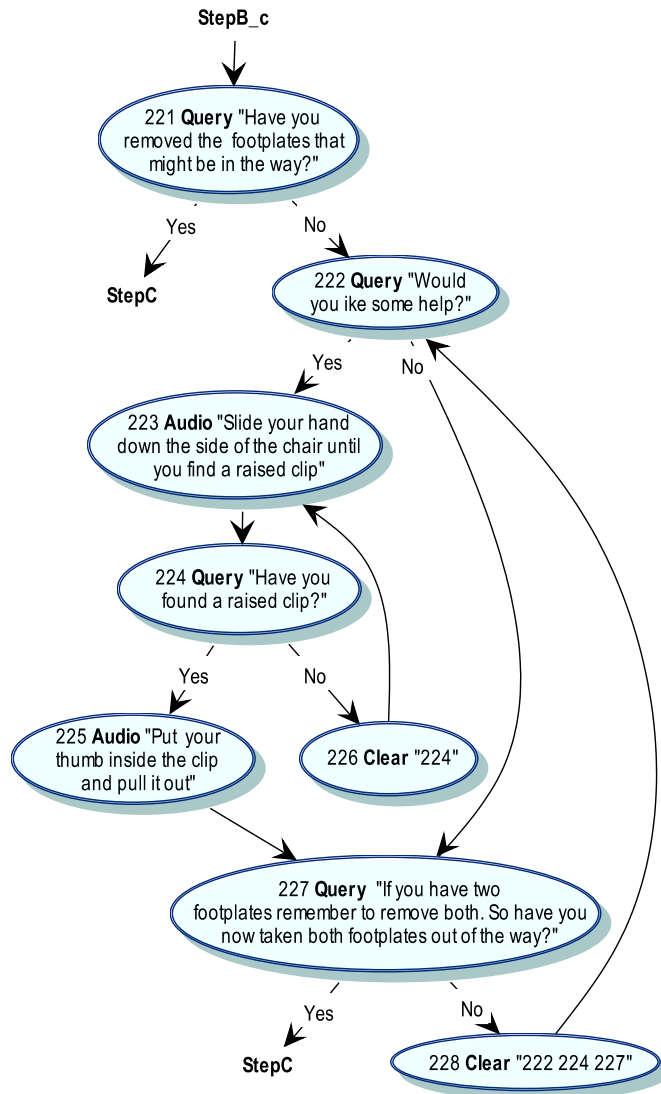 StepB_c
221 Query "Have you
removed the footplates that
might be in the way?"
Yes
No
StepC
222 Query "Would
you ike some help?"
Yes
No
223 Audio "Slide your hand
down the side of the chair until
you find a raised clip"
224 Query "Have you
found a raised clip?"
Yes
No
225 Audio "Put your
thumb inside the clip
and pull it out"
226 Clear "224"
227 Query "If you have two
footplates remember to remove both. So have you
now taken both footplates out of the way?"
Yes
No
StepC
228 Clear "222 224 227"